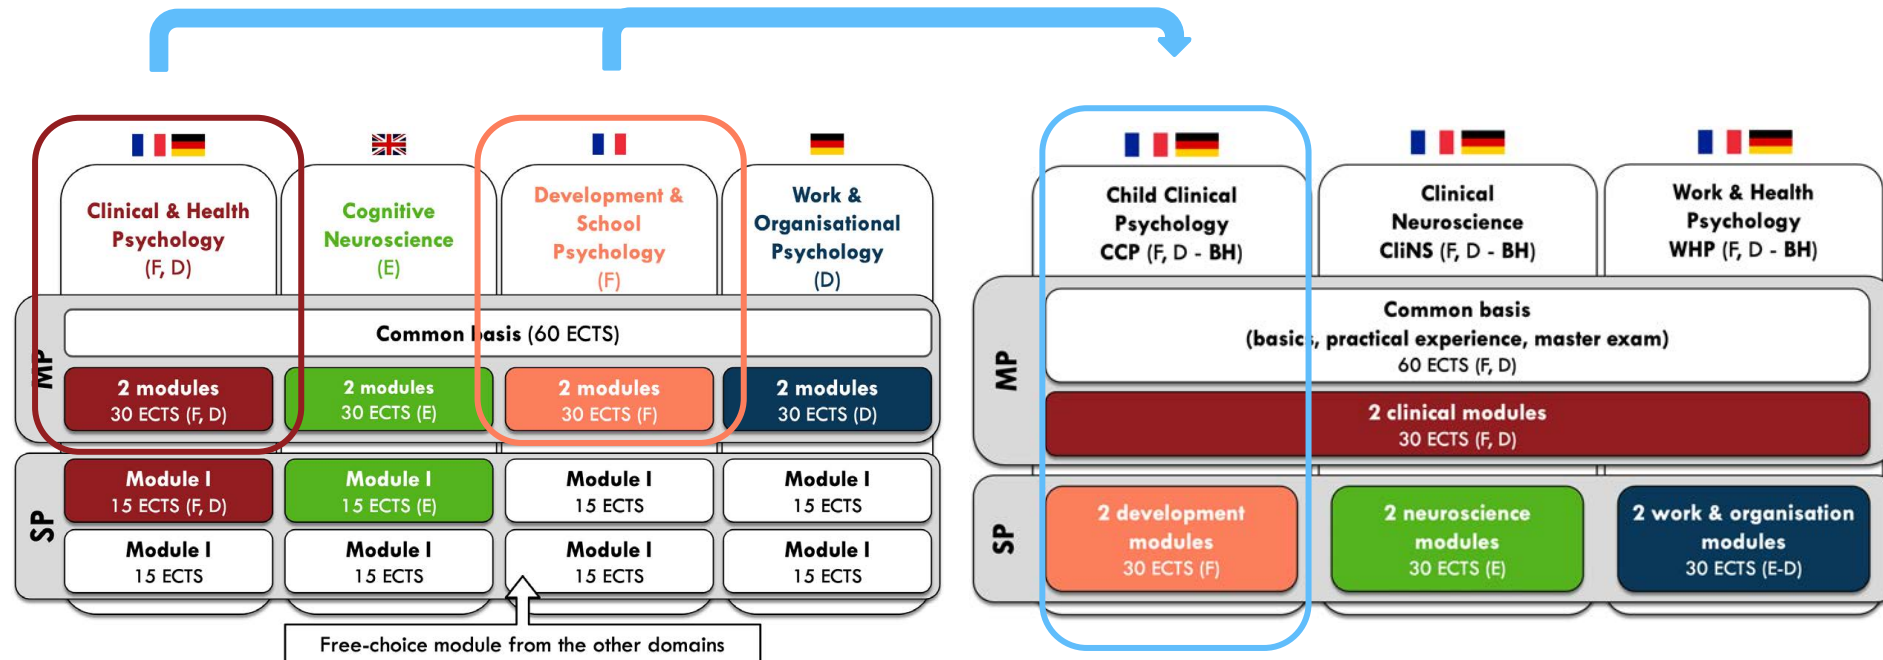 Clinical & Health
Psychology
(F, D)
Cognitive
Neuroscience
(E)
Development &
School
Psychology
(F)
Work &
Organisational
Psychology
(D)
MP
Common basis (60 ECTS)
2 modules
30 ECTS (F, D)
2 modules
30 ECTS (E)
2 modules
30 ECTS (F)
2 modules
30 ECTS (D)
SP
Module I
15 ECTS (F, D)
Module I
15 ECTS (E)
Module I
15 ECTS
Module I
15 ECTS
Module I
15 ECTS
Module I
15 ECTS
Module I
15 ECTS
Module I
15 ECTS
Free-choice module from the other domains
Child Clinical
Psychology
CCP (F, D - BH)
Clinical
Neuroscience
CliNS (F, D - BH)
Work & Health
Psychology
WHP (F, D - BH)
MP
Common basis
(basics, practical experience, master exam)
60 ECTS (F, D)
2 clinical modules
30 ECTS (F, D)
SP
2 development
modules
30 ECTS (F)
2 neuroscience
modules
30 ECTS (E)
2 work & organisation
modules
30 ECTS (E-D)